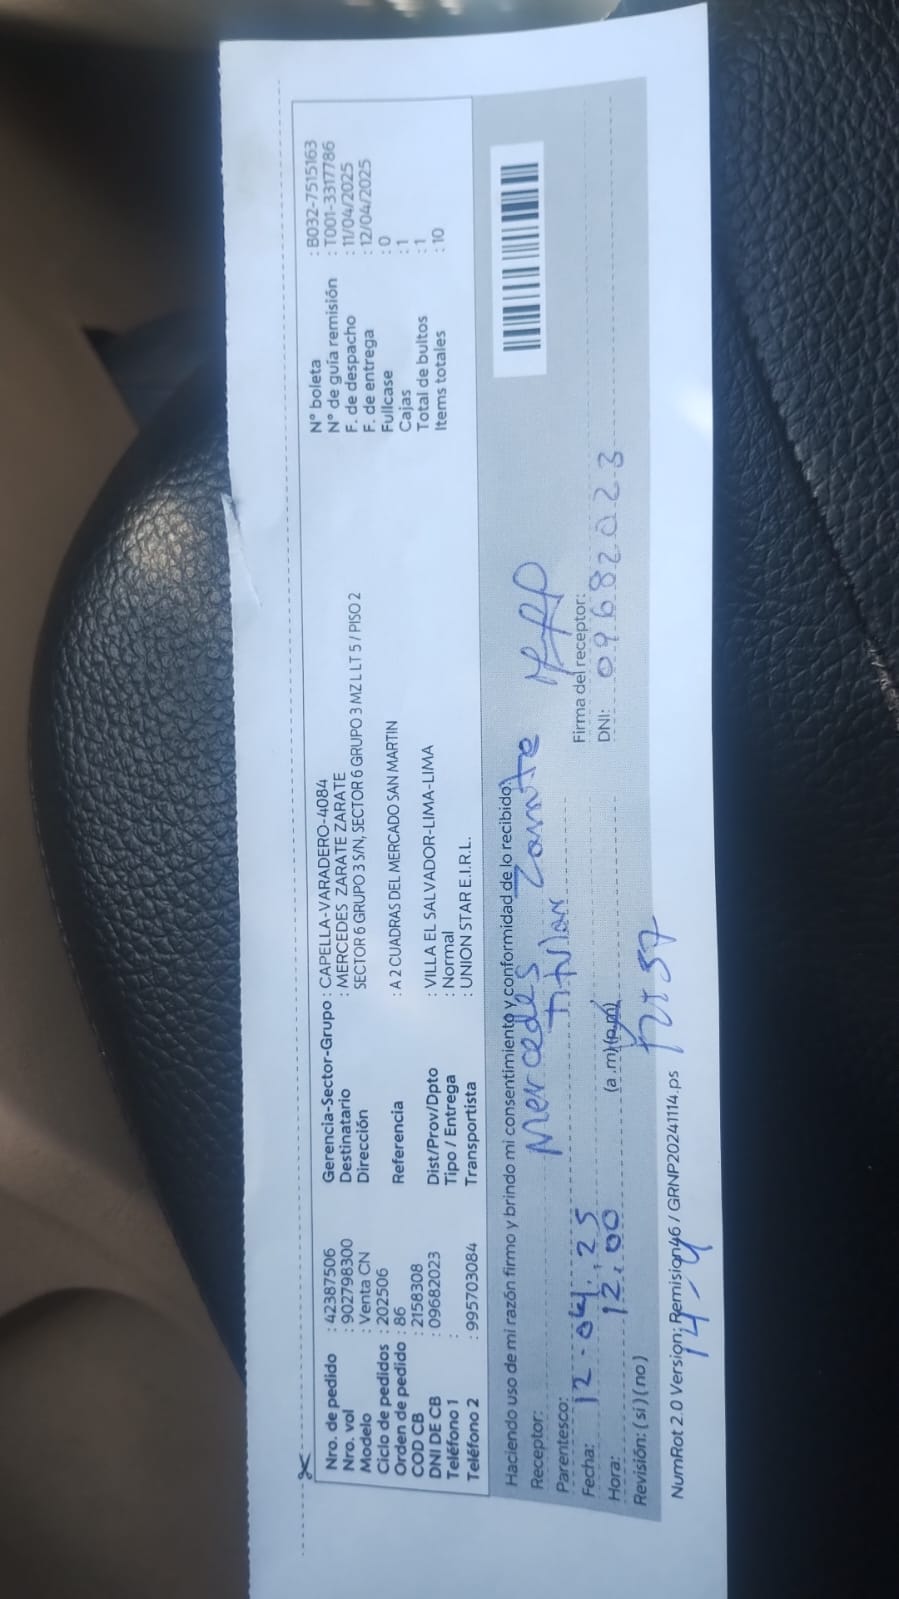 Nro. de pedido : 42387506
Nro. vol : 902798300
Modelo : Venta CN
Ciclo de pedidos : 202506
Orden de pedido : 86
COD CB : 2158308
DNI DE CB : 09682023
Teléfono 1 :
Teléfono 2 : 995703084
Gerencia-Sector-Grupo : CAPELLA-VARADERO-4084
Destinatario : MERCEDES ZARATE ZARATE
Dirección SECTOR 6 GRUPO 3 S/N, SECTOR 6 GRUPO 3 MZ L LT 5 / PISO 2
Referencia : A 2 CUADRAS DEL MERCADO SAN MARTIN
Dist/Prov/Dpto : VILLA EL SALVADOR-LIMA-LIMA
Tipo / Entrega : Normal
Transportista : UNION STAR E.I.R.L.
N° boleta : B032-7515163
N° de guía remisión : T001-3317786
F. de despacho : 11/04/2025
F. de entrega : 12/04/2025
Fullcase : 0
Cajas : 1
Total de bultos : 1
Items totales : 10
Haciendo uso de mi razón firmo y brindo mi consentimiento y conformidad de lo recibido:
Receptor: Mercedes Zarate
Parentesco: Titular
Firma del receptor:
Fecha: 12-04-25
DNI: 09682023
Hora: 12.00 (a.m)(p.m)
Revisión: ( si ) ( no )
NumRot 2.0 Version; Remision46 / GRNP20241114.ps